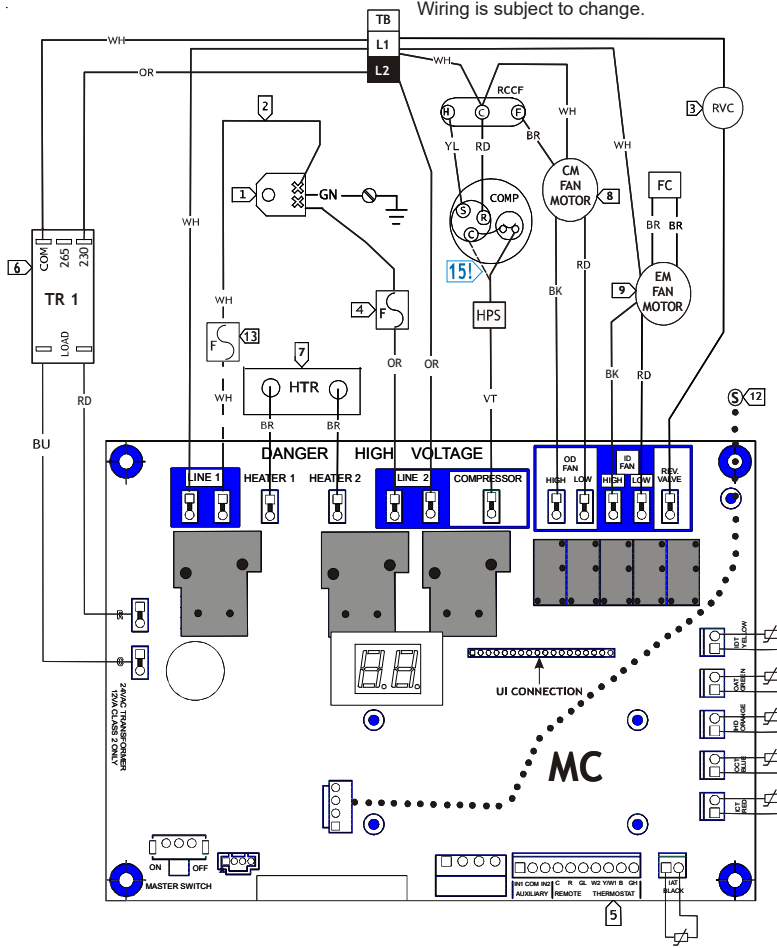 Wiring is subject to change.
TB
L1
L2
WH
OR
WH
RCCF
H
C
F
3
RVC
2
WH
BR
YL
RD
WH
1
GN
COMP
S
R
C
CM
FAN
MOTOR
8
FC
BR
BR
WH
6
COM
265
230
TR 1
LOAD
15!
RD
9
EM
FAN
MOTOR
WH
4
F
HPS
BK
F
13
7
OR
OR
BK
RD
HTR
WH
VT
RD
BU
BR
BR
S
12
DANGER HIGH VOLTAGE
LINE 1
HEATER 1
HEATER 2
LINE 2
COMPRESSOR
OD
FAN
HIGH
LOW
ID
FAN
HIGH
LOW
REV.
VALVE
IDT
YELLOW
UI CONNECTION
OAT
GREEN
24VAC TRANSFORMER
12VA CLASS 2 ONLY
IHD
ORANGE
MC
OCT
BLUE
ICT
RED
ON
OFF
MASTER SWITCH
IN1 COM IN2
C R GL W2 Y/W1 B GH
AUXILIARY
REMOTE
THERMOSTAT
IAT
BLACK
5